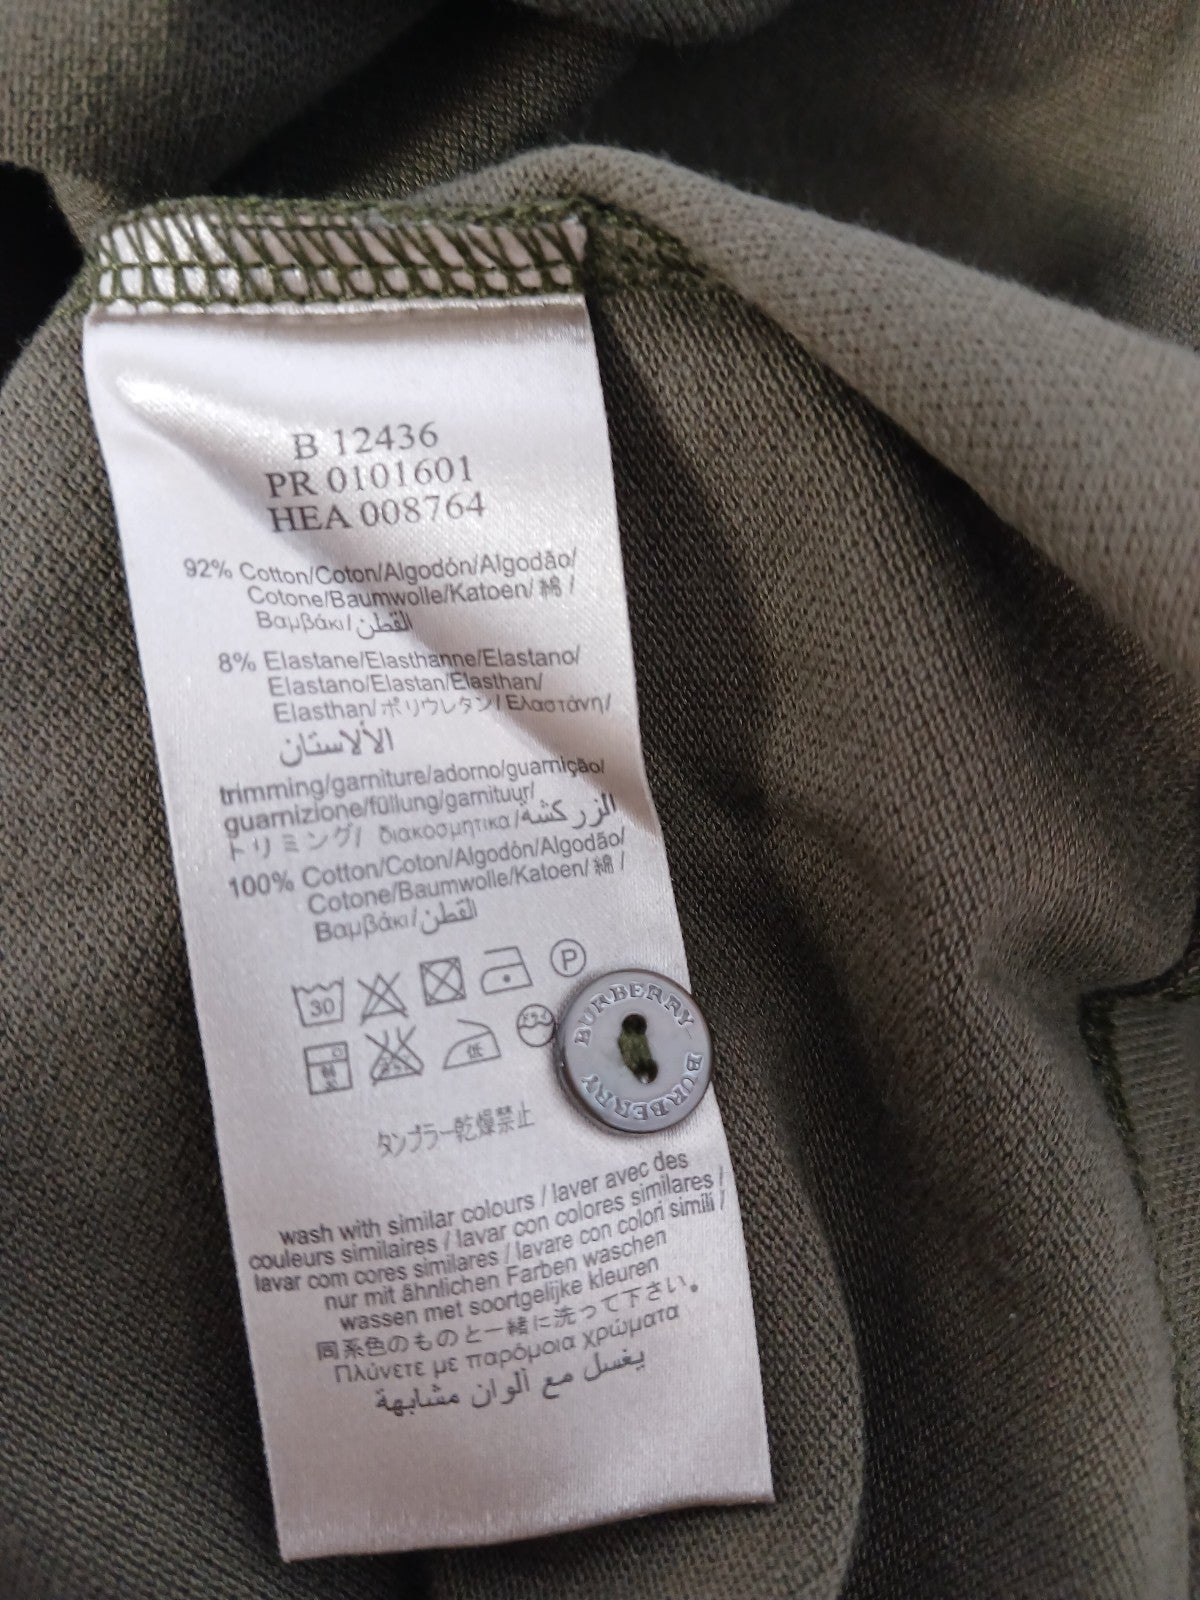 B 12436
PR 0101601
HEA 008764
92% Cotton/Coton/Algodón/Algodão/
Cotone/Baumwolle/Katoen/ 綿 /
Βαμβάκι/القطن
8% Elastane/Elasthanne/Elastano/
Elastano/Elastan/Elasthan/
Elasthan/ポリウレタン/Ελαστάνη/
الألاستان
trimming/garniture/adorno/guarnição/
guarnizione/füllung/garnituur/
トリミング/ διακοσμητικα/الزركشة
100% Cotton/Coton/Algodón/Algodão/
Cotone/Baumwolle/Katoen/ 綿 /
Βαμβάκι/القطن
30 P
低
BURBERRY BURBERRY
タンブラー乾燥禁止
wash with similar colours / laver avec des
couleurs similaires / lavar con colores similares /
lavar com cores similares / lavare con colori simili /
nur mit ähnlichen Farben waschen
wassen met soortgelijke kleuren
同系色のものと一緒に洗って下さい。
Πλύνετε με παρόμοια χρώματα
يغسل مع ألوان مشابهة